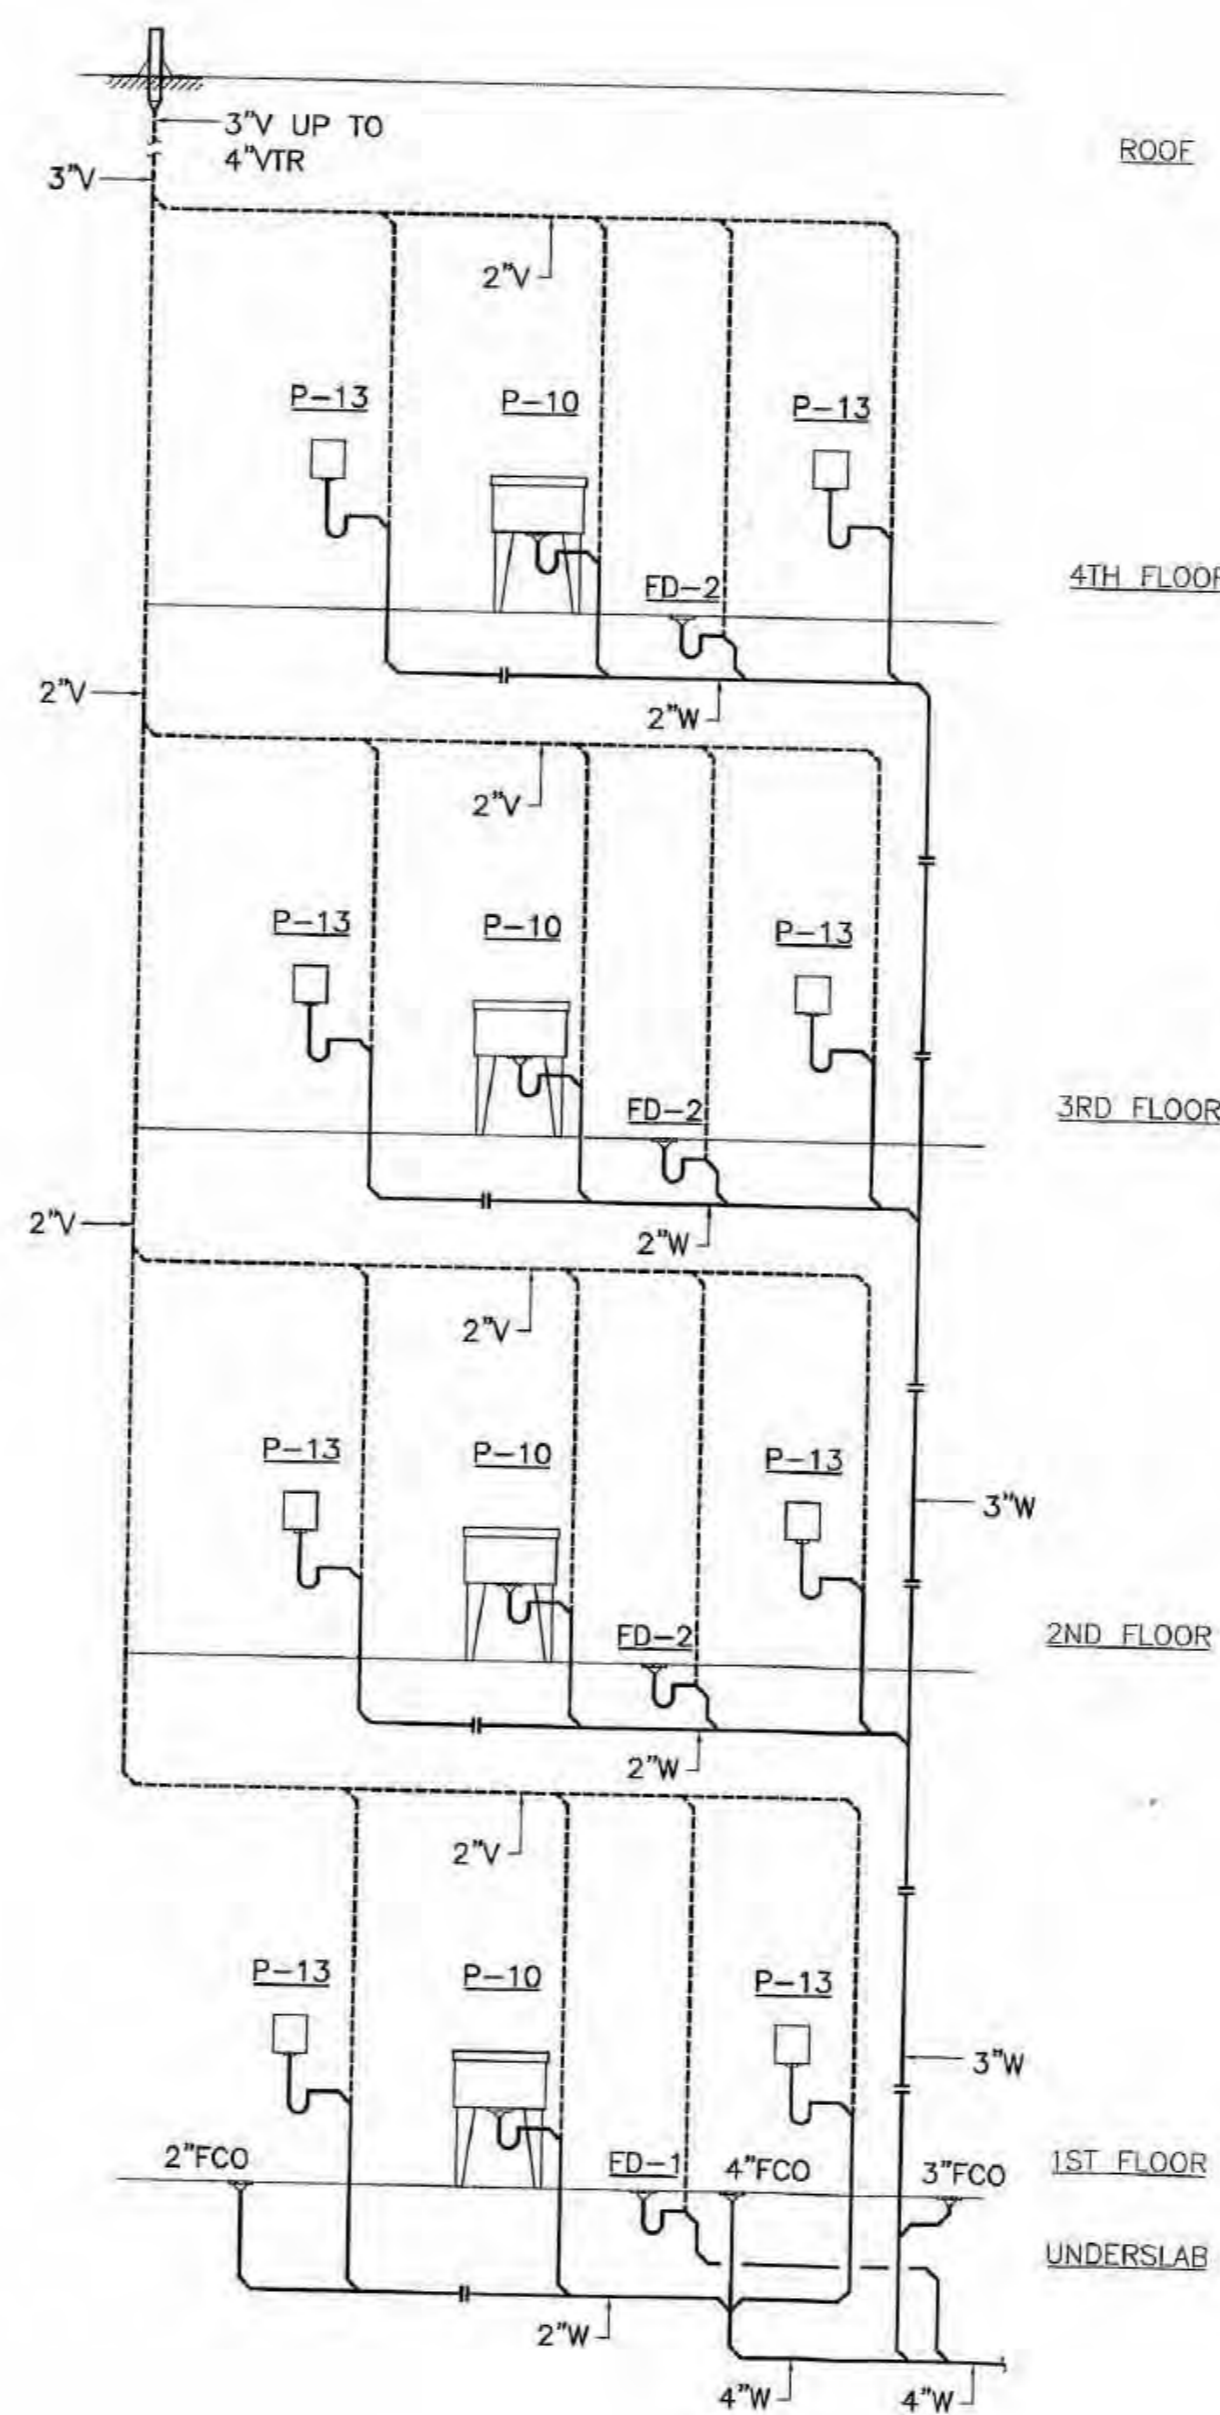 3"V UP TO
4"VTR
ROOF
3"V
2"V
P-13
P-10
P-13
FD-2
4TH FLOOR
2"V
2"W
2"V
P-13
P-10
P-13
FD-2
3RD FLOOR
2"V
2"W
2"V
P-13
P-10
P-13
3"W
FD-2
2ND FLOOR
2"W
2"V
P-13
P-10
P-13
3"W
2"FCO
FD-1
4"FCO
3"FCO
1ST FLOOR
UNDERSLAB
2"W
4"W
4"W